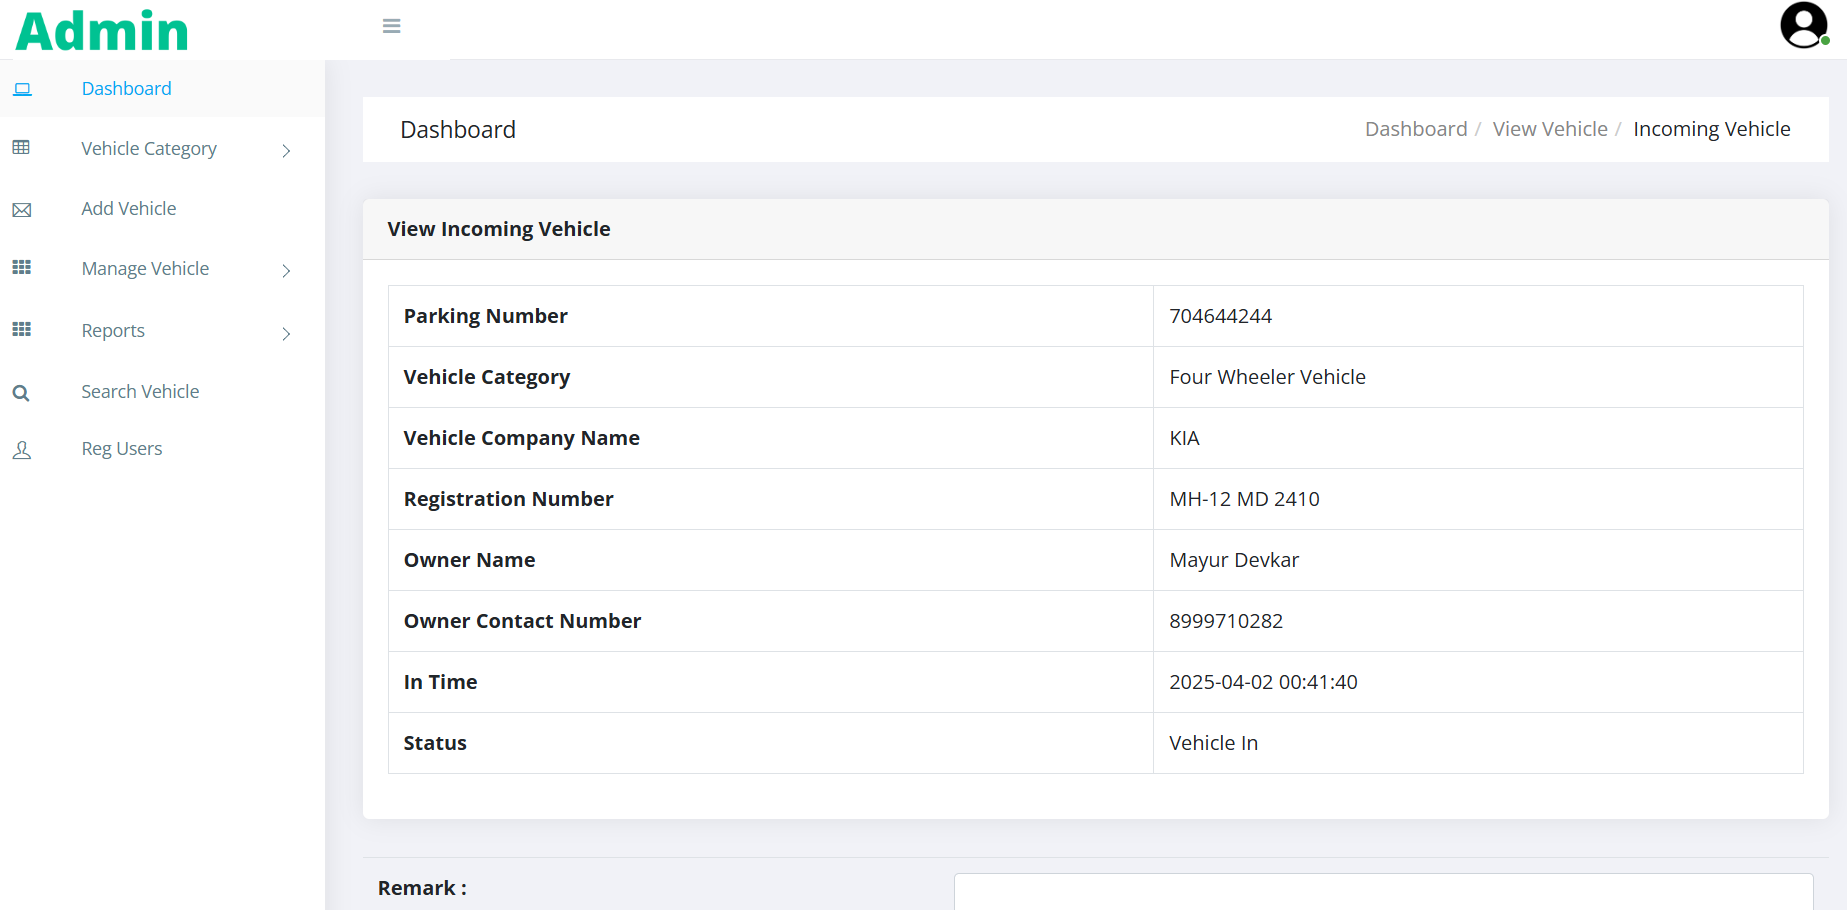 Admin
Dashboard
Vehicle Category
Add Vehicle
Manage Vehicle
Reports
Search Vehicle
Reg Users
Dashboard
Dashboard / View Vehicle / Incoming Vehicle
View Incoming Vehicle
Parking Number 704644244
Vehicle Category Four Wheeler Vehicle
Vehicle Company Name KIA
Registration Number MH-12 MD 2410
Owner Name Mayur Devkar
Owner Contact Number 8999710282
In Time 2025-04-02 00:41:40
Status Vehicle In
Remark :